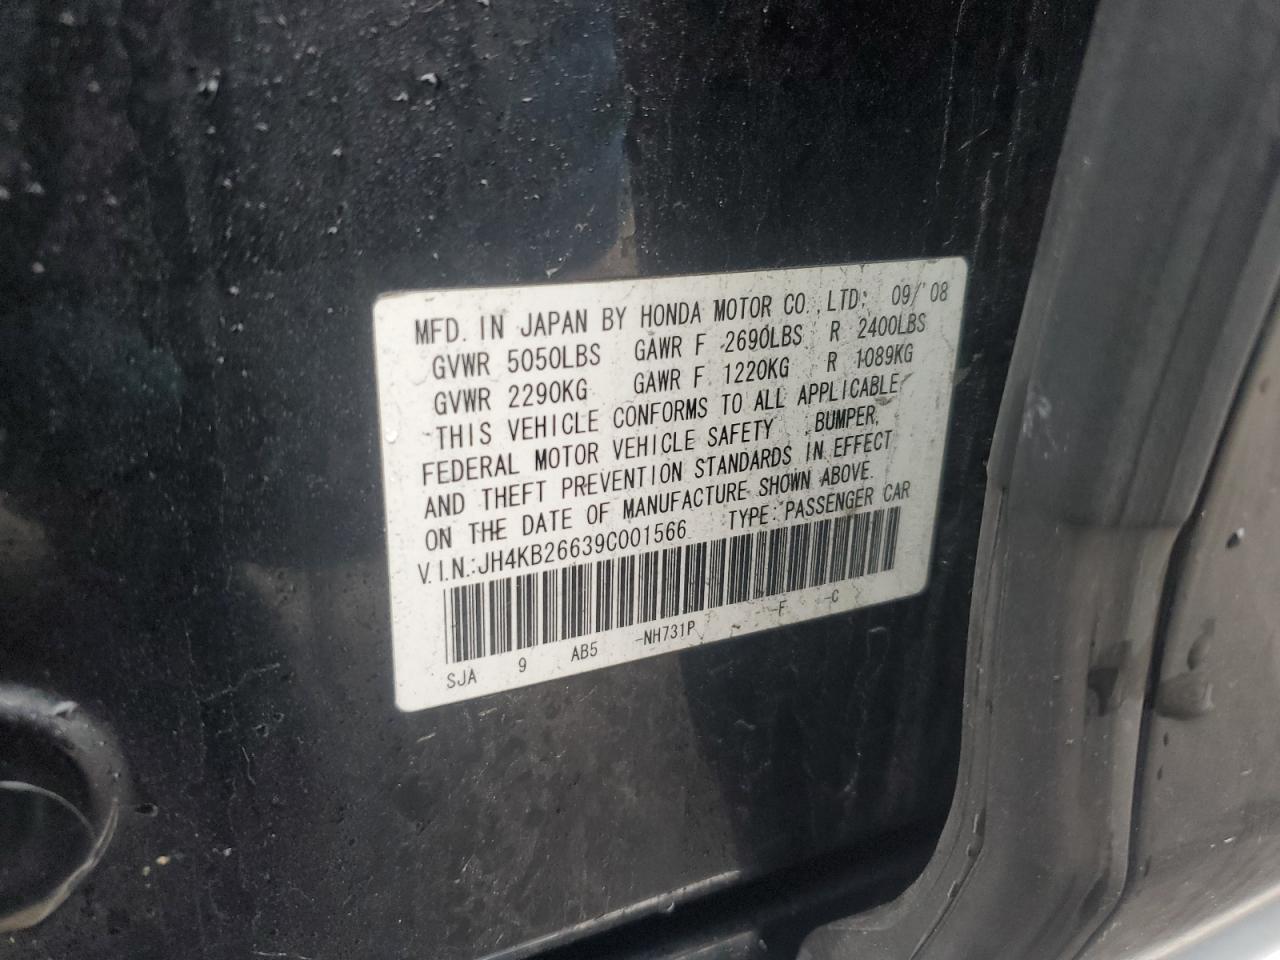 MFD. IN JAPAN BY HONDA MOTOR CO.,LTD. 09/'08
GVWR 5050LBS GAWR F 2690LBS R 2400LBS
GVWR 2290KG GAWR F 1220KG R 1089KG
THIS VEHICLE CONFORMS TO ALL APPLICABLE
FEDERAL MOTOR VEHICLE SAFETY, BUMPER,
AND THEFT PREVENTION STANDARDS IN EFFECT
ON THE DATE OF MANUFACTURE SHOWN ABOVE.
V.I.N.:JH4KB26639C001566 TYPE:PASSENGER CAR
SJA 9 AB5 -NH731P -F -C